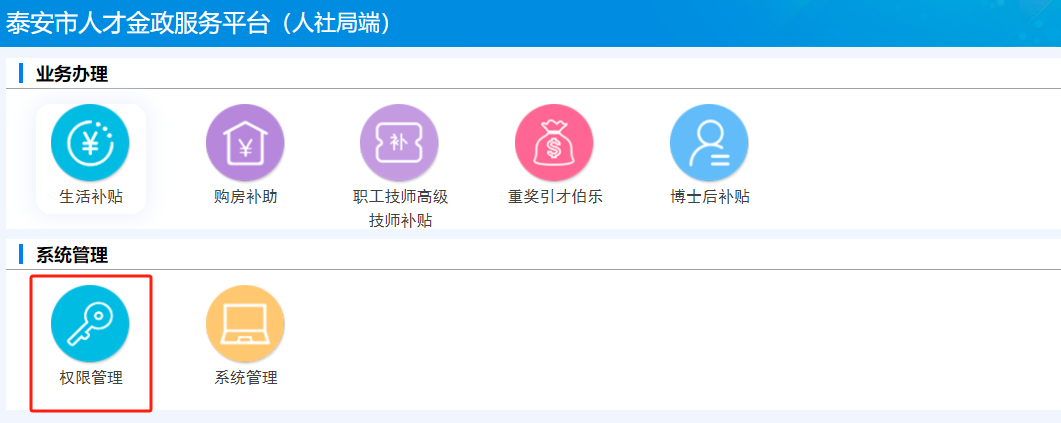 泰安市人才金政服务平台（人社局端）
业务办理
¥
¥
补
$
生活补贴
购房补助
职工技师高级
技师补贴
重奖引才伯乐
博士后补贴
系统管理
权限管理
系统管理